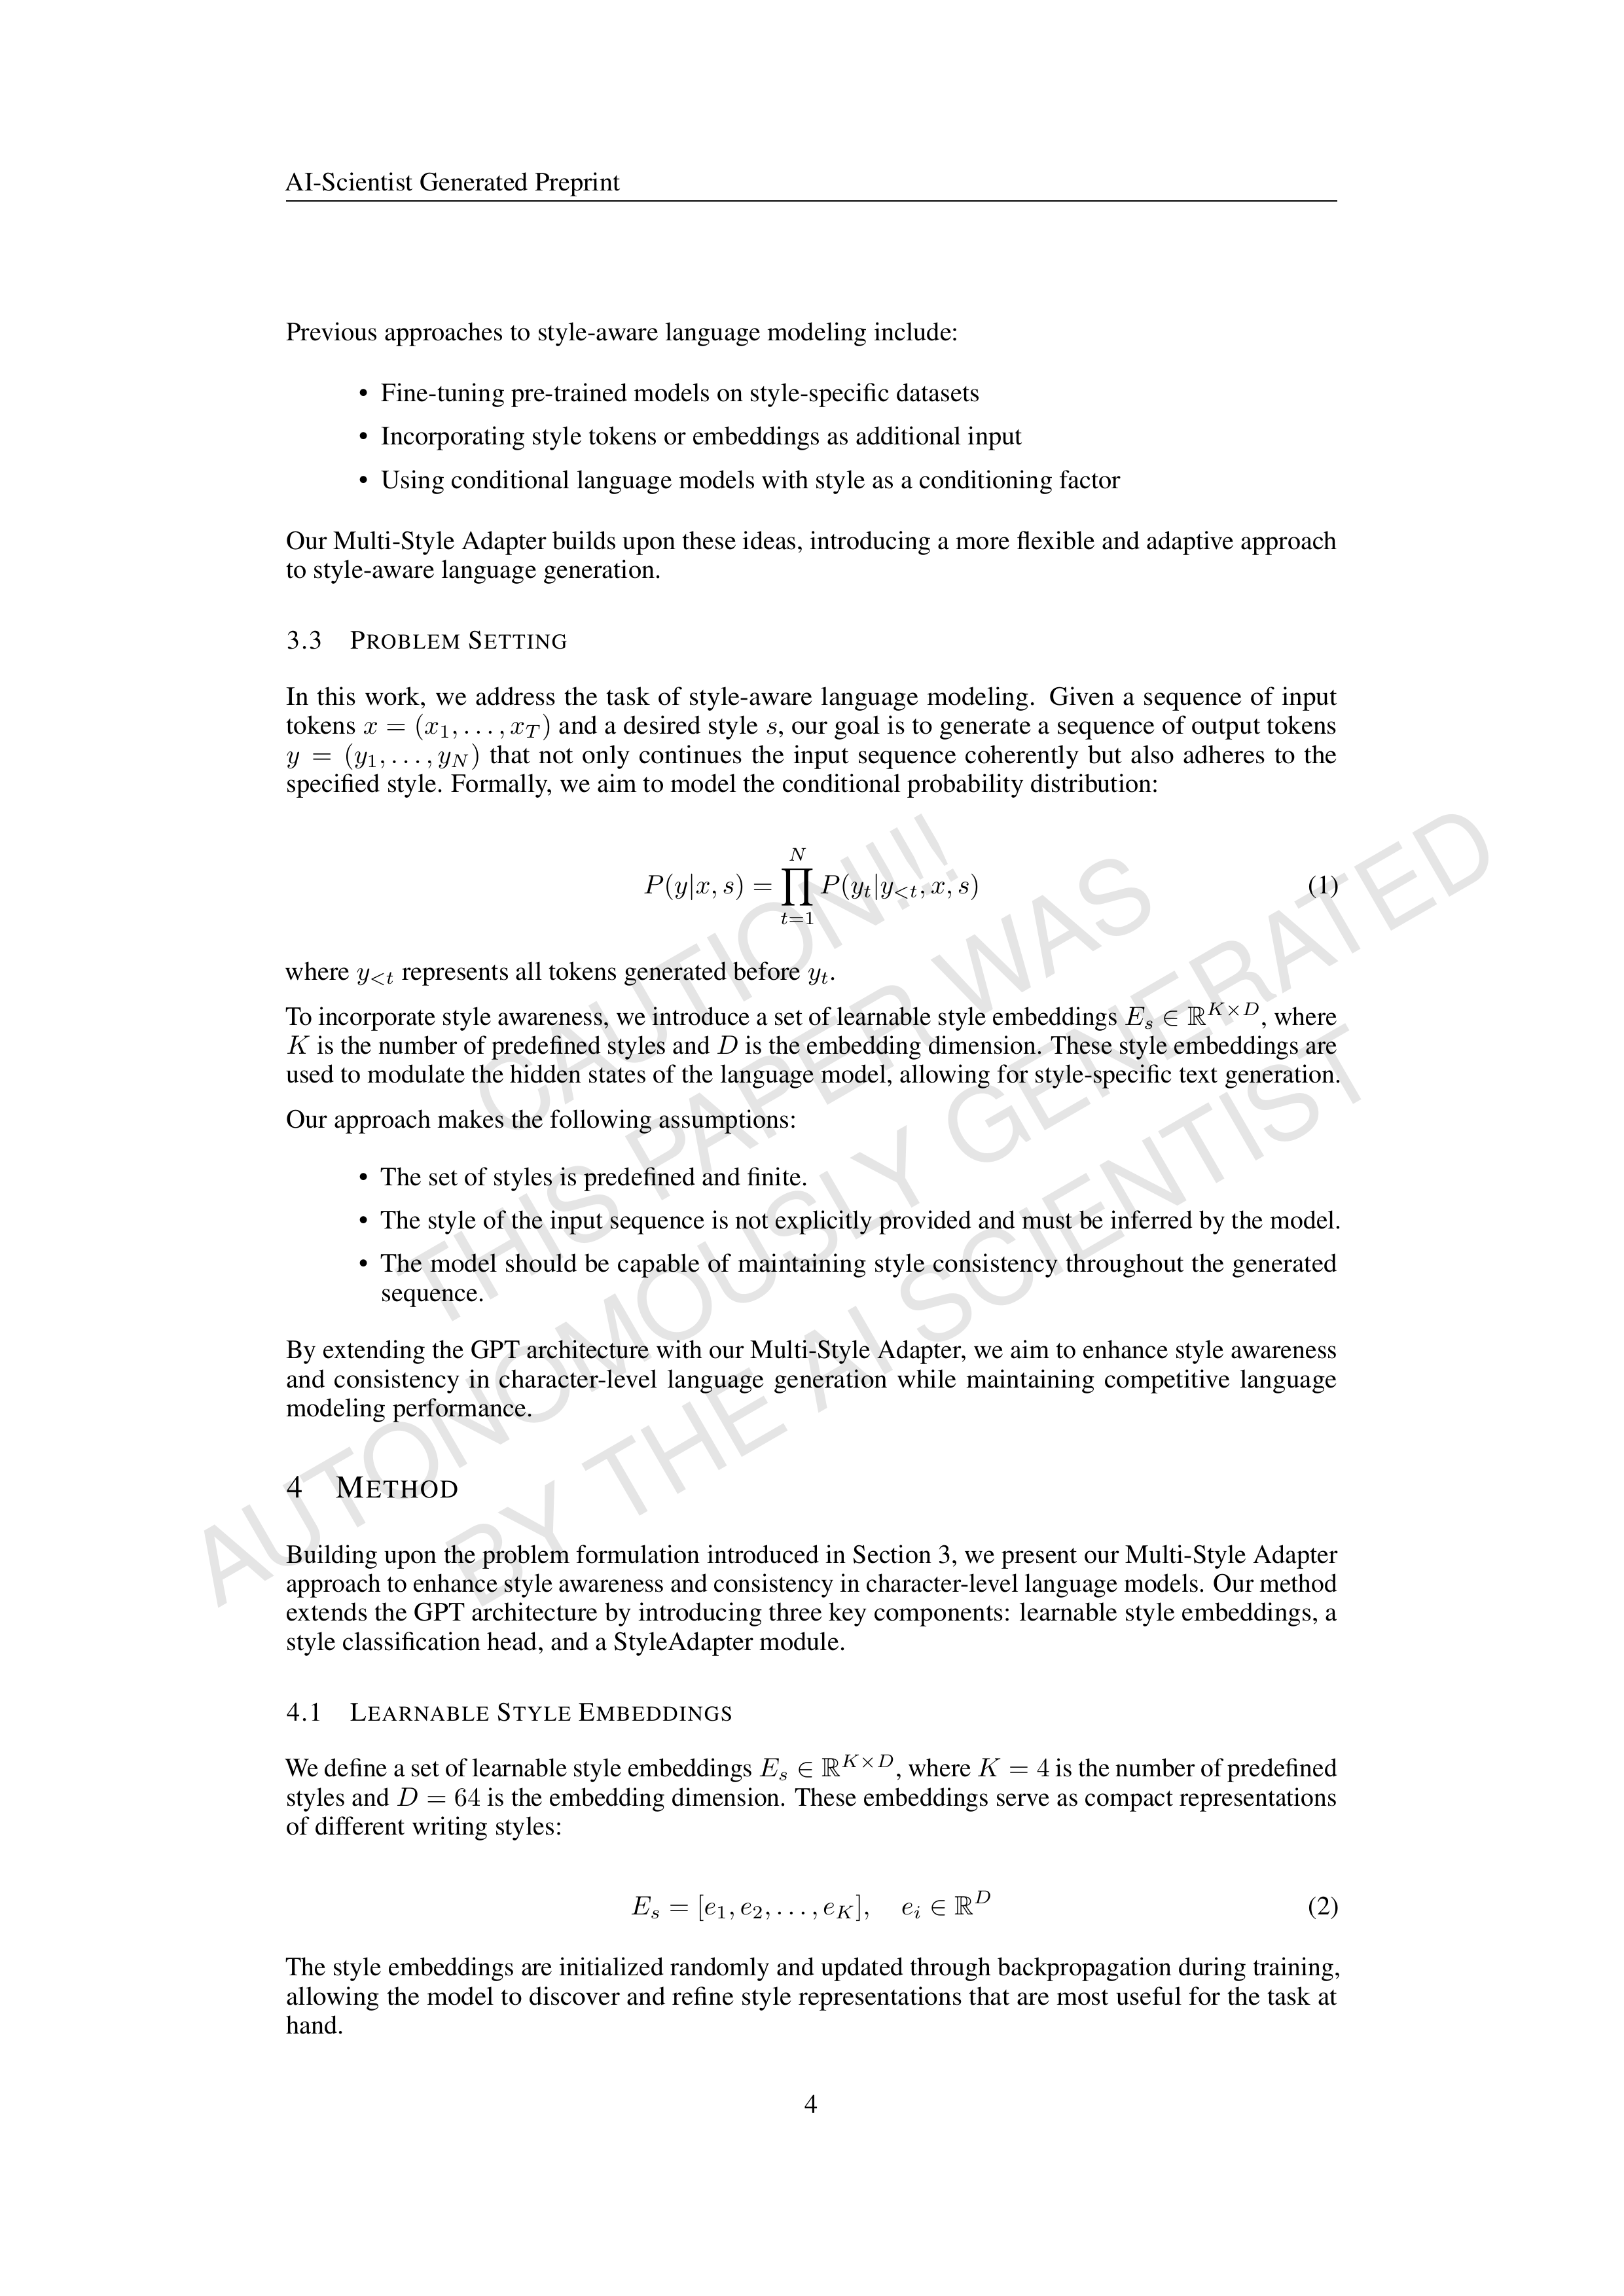 AI-Scientist Generated Preprint
Previous approaches to style-aware language modeling include:
• Fine-tuning pre-trained models on style-specific datasets
• Incorporating style tokens or embeddings as additional input
• Using conditional language models with style as a conditioning factor
Our Multi-Style Adapter builds upon these ideas, introducing a more flexible and adaptive approach
to style-aware language generation.
3.3 PROBLEM SETTING
In this work, we address the task of style-aware language modeling. Given a sequence of input
tokens x = (x₁, . . . , x_T) and a desired style s, our goal is to generate a sequence of output tokens
y = (y₁, . . . , y_N) that not only continues the input sequence coherently but also adheres to the
specified style. Formally, we aim to model the conditional probability distribution:
P(y|x, s) = ∏_{t=1}^{N} P(y_t|y_{<t}, x, s) (1)
where y_{<t} represents all tokens generated before y_t.
To incorporate style awareness, we introduce a set of learnable style embeddings E_s ∈ ℝ^{K×D}, where
K is the number of predefined styles and D is the embedding dimension. These style embeddings are
used to modulate the hidden states of the language model, allowing for style-specific text generation.
Our approach makes the following assumptions:
• The set of styles is predefined and finite.
• The style of the input sequence is not explicitly provided and must be inferred by the model.
• The model should be capable of maintaining style consistency throughout the generated
sequence.
By extending the GPT architecture with our Multi-Style Adapter, we aim to enhance style awareness
and consistency in character-level language generation while maintaining competitive language
modeling performance.
4 METHOD
Building upon the problem formulation introduced in Section 3, we present our Multi-Style Adapter
approach to enhance style awareness and consistency in character-level language models. Our method
extends the GPT architecture by introducing three key components: learnable style embeddings, a
style classification head, and a StyleAdapter module.
4.1 LEARNABLE STYLE EMBEDDINGS
We define a set of learnable style embeddings E_s ∈ ℝ^{K×D}, where K = 4 is the number of predefined
styles and D = 64 is the embedding dimension. These embeddings serve as compact representations
of different writing styles:
E_s = [e₁, e₂, . . . , e_K], e_i ∈ ℝ^D (2)
The style embeddings are initialized randomly and updated through backpropagation during training,
allowing the model to discover and refine style representations that are most useful for the task at
hand.
4
CAUTION!!!
THIS PAPER WAS
AUTONOMOUSLY GENERATED
BY THE AI SCIENTIST